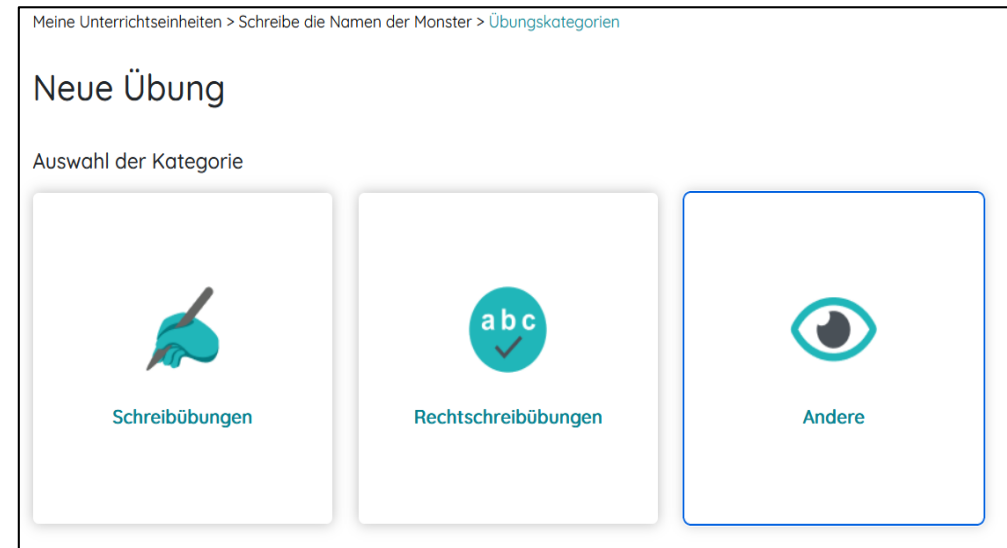 Meine Unterrichtseinheiten > Schreibe die Namen der Monster > Übungskategorien
Neue Übung
Auswahl der Kategorie
abc
Schreibübungen
Rechtschreibübungen
Andere